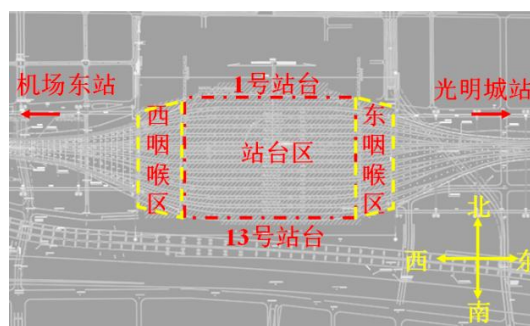 机场东站
1号站台
光明城站
西咽喉区
站台区
东咽喉区
13号站台
北
西
东
南